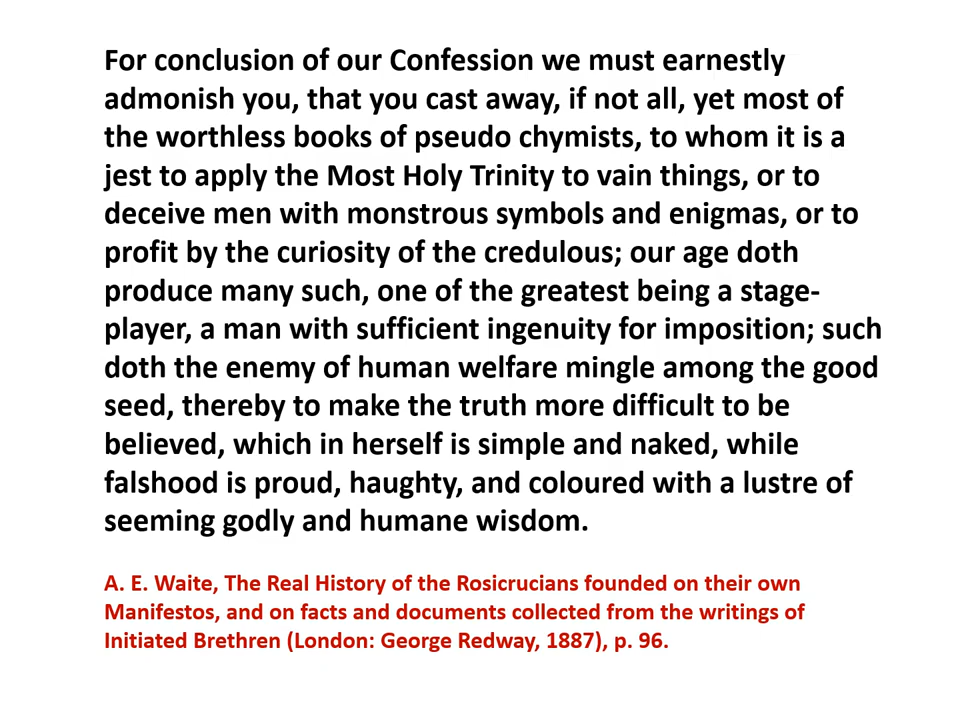 For conclusion of our Confession we must earnestly
admonish you, that you cast away, if not all, yet most of
the worthless books of pseudo chymists, to whom it is a
jest to apply the Most Holy Trinity to vain things, or to
deceive men with monstrous symbols and enigmas, or to
profit by the curiosity of the credulous; our age doth
produce many such, one of the greatest being a stage-
player, a man with sufficient ingenuity for imposition; such
doth the enemy of human welfare mingle among the good
seed, thereby to make the truth more difficult to be
believed, which in herself is simple and naked, while
falshood is proud, haughty, and coloured with a lustre of
seeming godly and humane wisdom.
A. E. Waite, The Real History of the Rosicrucians founded on their own
Manifestos, and on facts and documents collected from the writings of
Initiated Brethren (London: George Redway, 1887), p. 96.